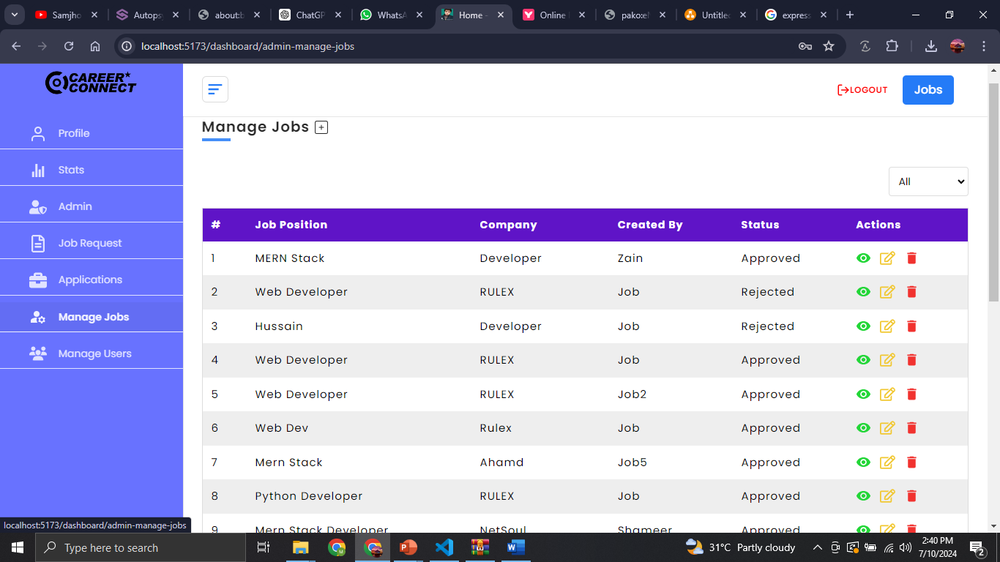 Samjho
Autopsy
about:b
ChatGP
WhatsA
Home -
Online
pako:eN
Untitled
express
localhost:5173/dashboard/admin-manage-jobs
CAREER
CONNECT
LOGOUT
Jobs
Profile
Stats
Admin
Job Request
Applications
Manage Jobs
Manage Users
Manage Jobs
All
# Job Position Company Created By Status Actions
1 MERN Stack Developer Zain Approved
2 Web Developer RULEX Job Rejected
3 Hussain Developer Job Rejected
4 Web Developer RULEX Job Approved
5 Web Developer RULEX Job2 Approved
6 Web Dev Rulex Job Approved
7 Mern Stack Ahamd Job5 Approved
8 Python Developer RULEX Job Approved
9 Mern Stack Developer NetSoul Shameer Approved
localhost:5173/dashboard/admin-manage-jobs
Type here to search
31°C Partly cloudy
2:40 PM
7/10/2024
2